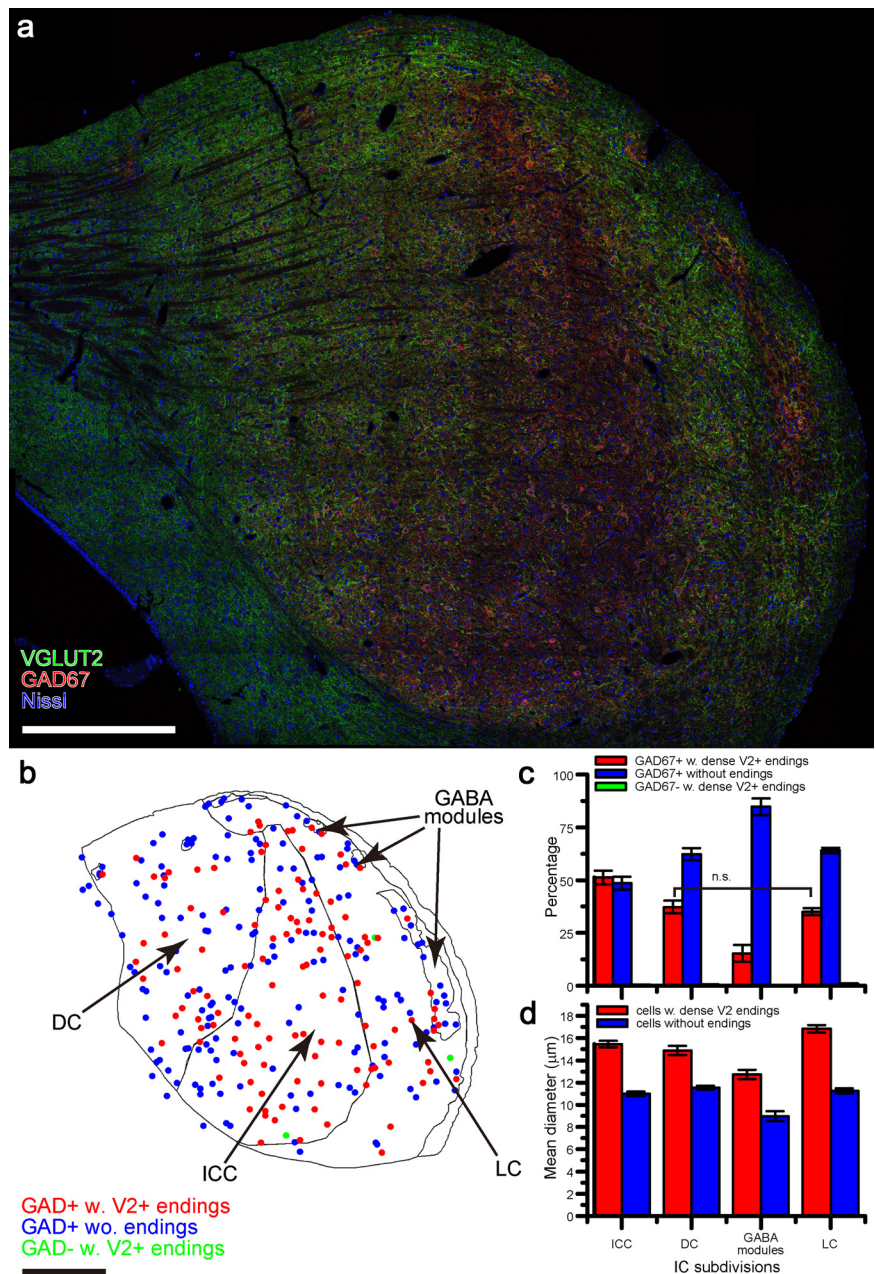 a
VGLUT2
GAD67
Nissl
b
GABA
modules
DC
ICC
LC
GAD+ w. V2+ endings
GAD+ wo. endings
GAD- w. V2+ endings
c
GAD67+ w. dense V2+ endings
GAD67+ without endings
GAD67- w. dense V2+ endings
Percentage
100
75
50
25
0
n.s.
d
cells w. dense V2 endings
cells without endings
Mean diameter (µm)
18
16
14
12
10
8
6
4
2
0
ICC
DC
GABA
modules
LC
IC subdivisions